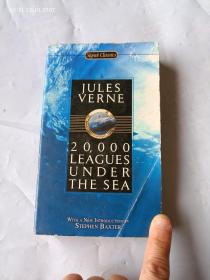 Signet Classics
JULES
VERNE
20,000
LEAGUES
UNDER
THE SEA
WITH A NEW INTRODUCTION BY
STEPHEN BAXTER